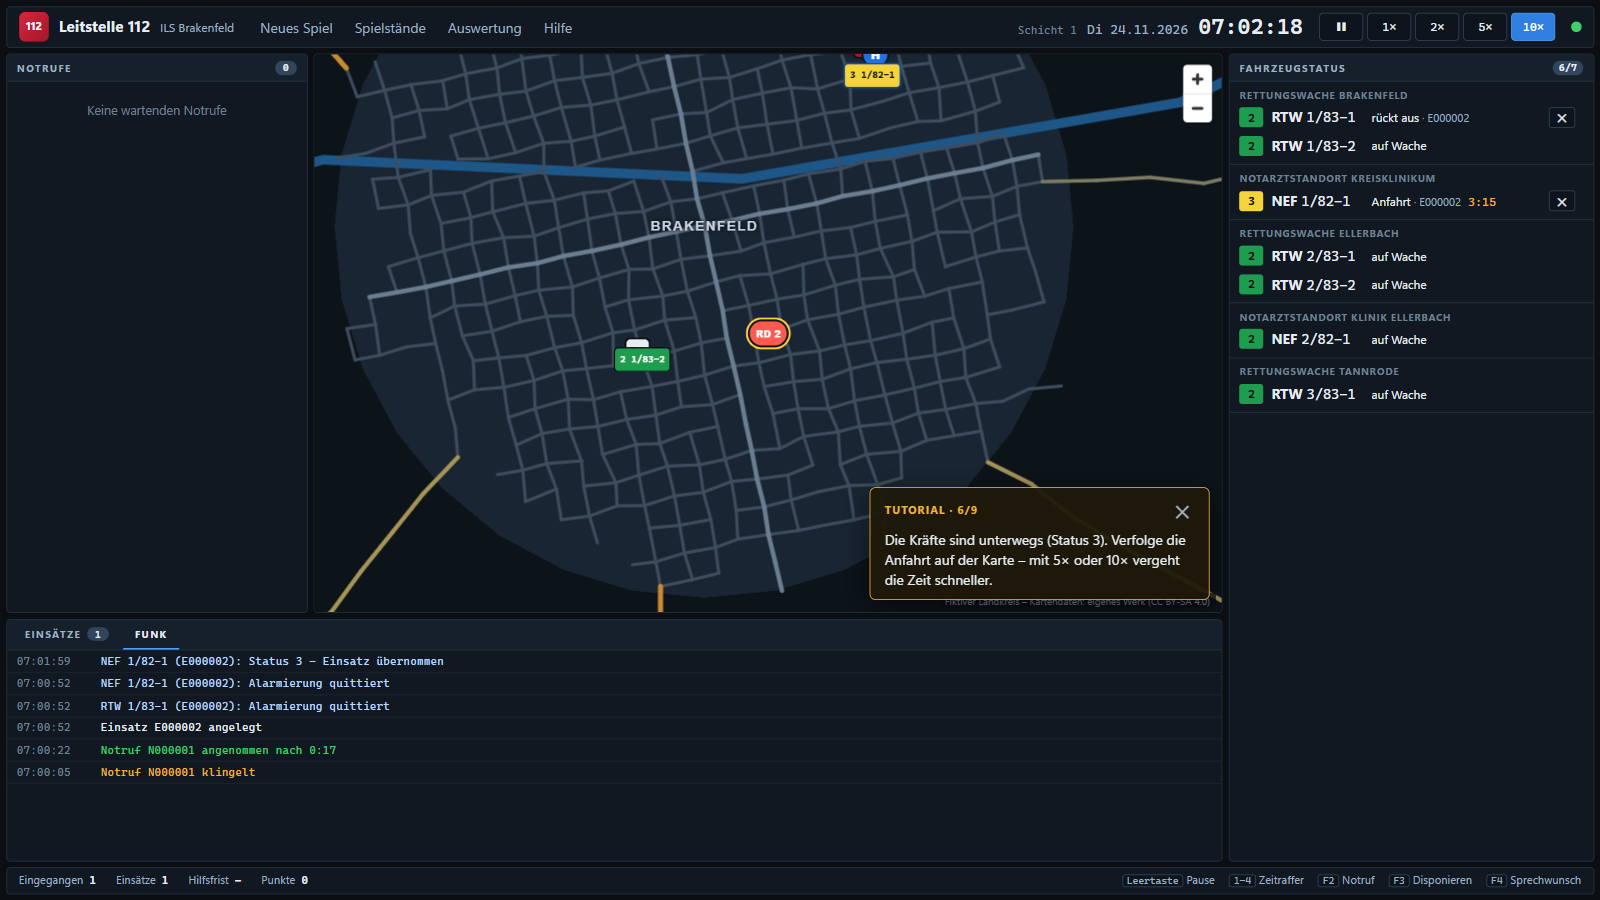 112 Leitstelle 112 ILS Brakenfeld Neues Spiel Spielstände Auswertung Hilfe Schicht 1 Di 24.11.2026 07:02:18 1× 2× 5× 10×
NOTRUFE 0
Keine wartenden Notrufe
H
3 1/82–1
+
−
BRAKENFELD
RD 2
2 1/83–2
TUTORIAL · 6/9
Die Kräfte sind unterwegs (Status 3). Verfolge die
Anfahrt auf der Karte – mit 5× oder 10× vergeht
die Zeit schneller.
Fiktiver Landkreis – Kartendaten: eigenes Werk (CC BY-SA 4.0)
FAHRZEUGSTATUS 6/7
RETTUNGSWACHE BRAKENFELD
2 RTW 1/83–1 rückt aus · E000002
2 RTW 1/83–2 auf Wache
NOTARZTSTANDORT KREISKLINIKUM
3 NEF 1/82–1 Anfahrt · E000002 3:15
RETTUNGSWACHE ELLERBACH
2 RTW 2/83–1 auf Wache
2 RTW 2/83–2 auf Wache
NOTARZTSTANDORT KLINIK ELLERBACH
2 NEF 2/82–1 auf Wache
RETTUNGSWACHE TANNRODE
2 RTW 3/83–1 auf Wache
EINSÄTZE 1 FUNK
07:01:59 NEF 1/82–1 (E000002): Status 3 – Einsatz übernommen
07:00:52 NEF 1/82–1 (E000002): Alarmierung quittiert
07:00:52 RTW 1/83–1 (E000002): Alarmierung quittiert
07:00:52 Einsatz E000002 angelegt
07:00:22 Notruf N000001 angenommen nach 0:17
07:00:05 Notruf N000001 klingelt
Eingegangen 1 Einsätze 1 Hilfsfrist – Punkte 0 Leertaste Pause 1–4 Zeitraffer F2 Notruf F3 Disponieren F4 Sprechwunsch